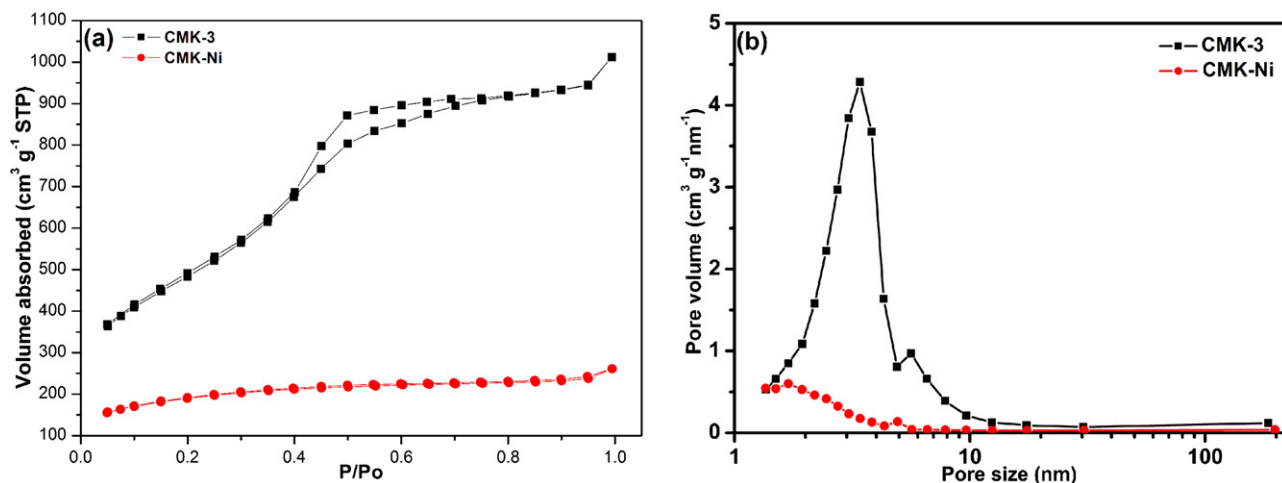 (a)
CMK-3
CMK-Ni
Volume absorbed (cm³ g⁻¹ STP)
1100
1000
900
800
700
600
500
400
300
200
100
0.0 0.2 0.4 0.6 0.8 1.0
P/Po
(b)
CMK-3
CMK-Ni
Pore volume (cm³ g⁻¹nm⁻¹)
5
4
3
2
1
0
1 10 100
Pore size (nm)